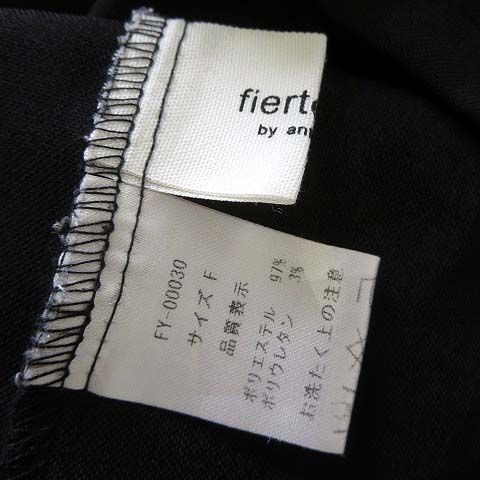 fierte
by an
FY-00030
サイズ F
品質表示
ポリエステル 97%
ポリウレタン 3%
お洗たく上の注意